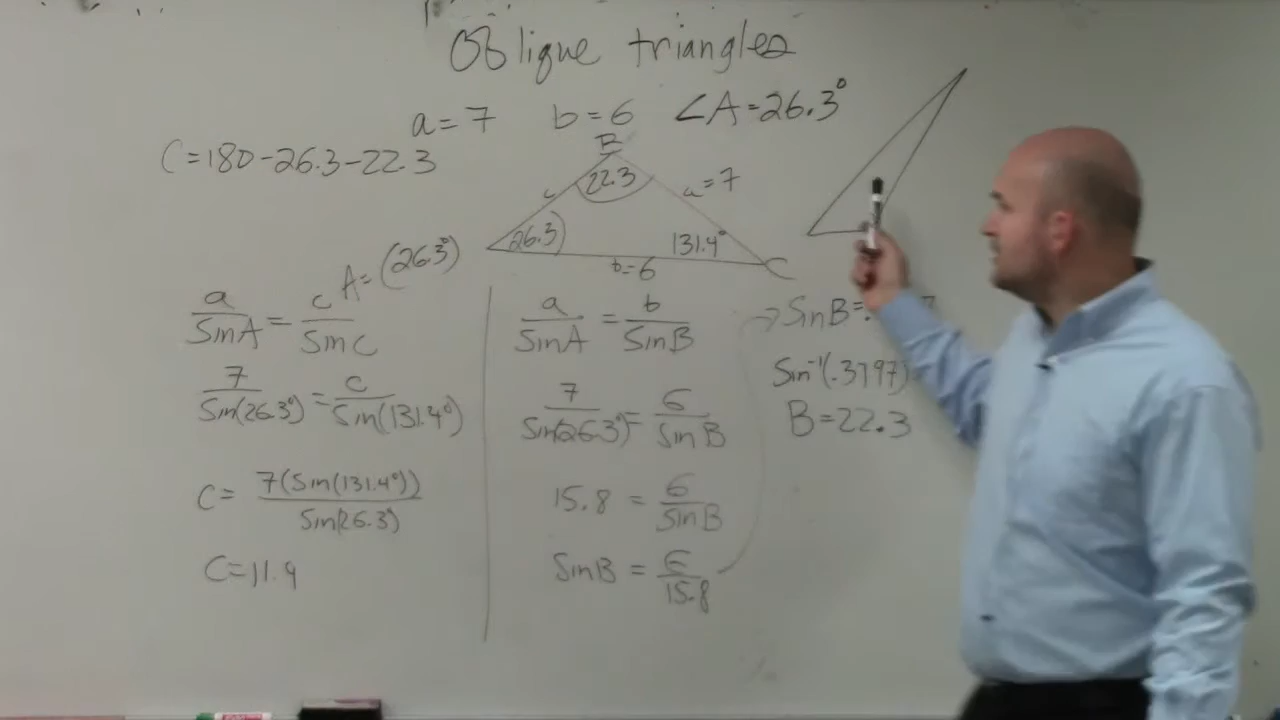 Oblique triangles
a=7 b=6 ∠A=26.3°
C=180-26.3-22.3
B
22.3
c
a=7
26.3
131.4°
b=6
C
A=(26.3°)
a/SinA = c/SinC
7/Sin(26.3°) = c/Sin(131.4°)
C= 7(Sin(131.4°))/Sin(26.3)
C=11.9
a/SinA = b/SinB
7/Sin(26.3°) = 6/SinB
15.8 = 6/SinB
SinB = 6/15.8
SinB=.
Sin⁻¹(.3797)
B=22.3